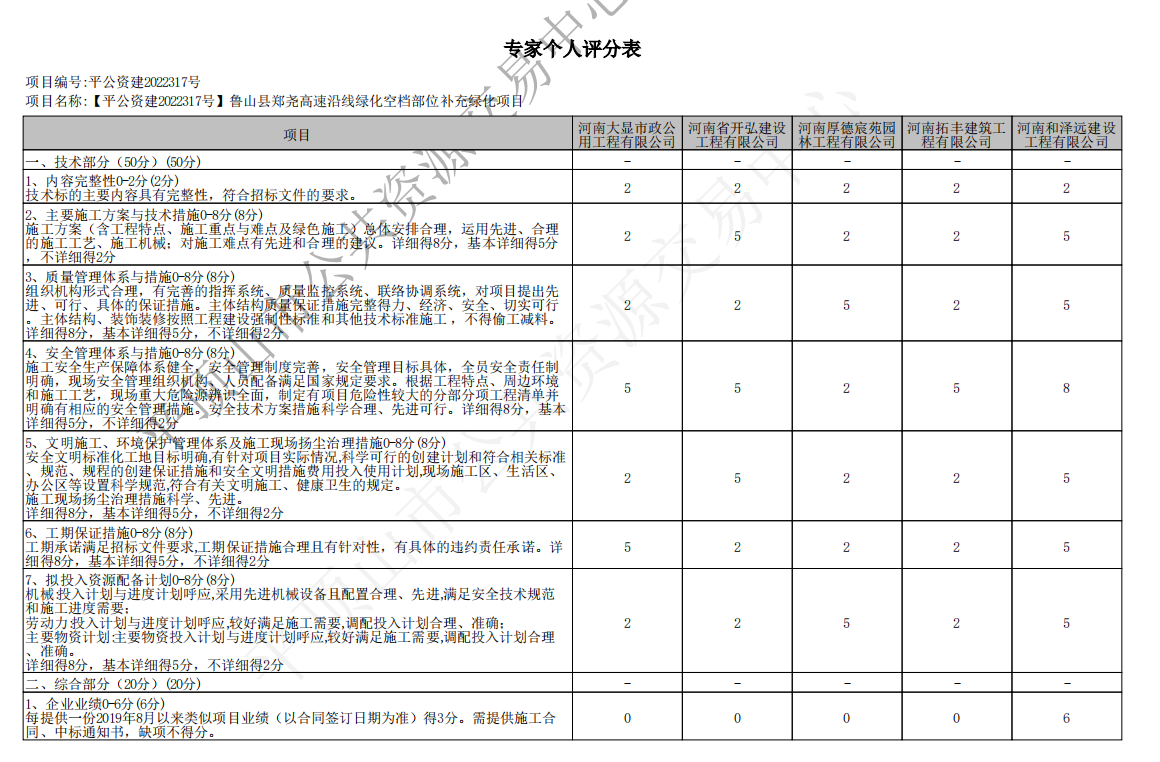 专家个人评分表
项目编号:平公资建2022317号
项目名称:【平公资建2022317号】鲁山县郑尧高速沿线绿化空档部位补充绿化项目
项目
河南大显市政公
用工程有限公司
河南省开弘建设
工程有限公司
河南厚德宸苑园
林工程有限公司
河南拓丰建筑工
程有限公司
河南和泽远建设
工程有限公司
一、技术部分（50分）(50分)
－ － － － －
1、内容完整性0-2分(2分)
技术标的主要内容具有完整性，符合招标文件的要求。
2 2 2 2 2
2、主要施工方案与技术措施0-8分(8分)
施工方案（含工程特点、施工重点与难点及绿色施工）总体安排合理，运用先进、合理
的施工工艺、施工机械；对施工难点有先进和合理的建议。详细得8分，基本详细得5分
，不详细得2分
2 5 2 2 5
3、质量管理体系与措施0-8分(8分)
组织机构形式合理，有完善的指挥系统、质量监控系统、联络协调系统，对项目提出先
进、可行、具体的保证措施。主体结构质量保证措施完整得力、经济、安全、切实可行
。主体结构、装饰装修按照工程建设强制性标准和其他技术标准施工，不得偷工减料。
详细得8分，基本详细得5分，不详细得2分
2 2 5 2 5
4、安全管理体系与措施0-8分(8分)
施工安全生产保障体系健全，安全管理制度完善，安全管理目标具体，全员安全责任制
明确，现场安全管理组织机构、人员配备满足国家规定要求。根据工程特点、周边环境
和施工工艺，现场重大危险源辨识全面，制定有项目危险性较大的分部分项工程清单并
明确有相应的安全管理措施。安全技术方案措施科学合理、先进可行。详细得8分，基本
详细得5分，不详细得2分
5 5 2 5 8
5、文明施工、环境保护管理体系及施工现场扬尘治理措施0-8分(8分)
安全文明标准化工地目标明确,有针对项目实际情况,科学可行的创建计划和符合相关标准
、规范、规程的创建保证措施和安全文明措施费用投入使用计划,现场施工区、生活区、
办公区等设置科学规范,符合有关文明施工、健康卫生的规定。
施工现场扬尘治理措施科学、先进。
详细得8分，基本详细得5分，不详细得2分
2 5 2 2 5
6、工期保证措施0-8分(8分)
工期承诺满足招标文件要求,工期保证措施合理且有针对性，有具体的违约责任承诺。详
细得8分，基本详细得5分，不详细得2分
5 2 2 2 5
7、拟投入资源配备计划0-8分(8分)
机械:投入计划与进度计划呼应,采用先进机械设备且配置合理、先进,满足安全技术规范
和施工进度需要；
劳动力:投入计划与进度计划呼应,较好满足施工需要,调配投入计划合理、准确；
主要物资计划:主要物资投入计划与进度计划呼应,较好满足施工需要,调配投入计划合理
、准确。
详细得8分，基本详细得5分，不详细得2分
2 2 5 2 5
二、综合部分（20分）(20分)
－ － － － －
1、企业业绩0-6分(6分)
每提供一份2019年8月以来类似项目业绩（以合同签订日期为准）得3分。需提供施工合
同、中标通知书，缺项不得分。
0 0 0 0 6
平顶山市公共资源交易中心
平顶山市公共资源交易中心